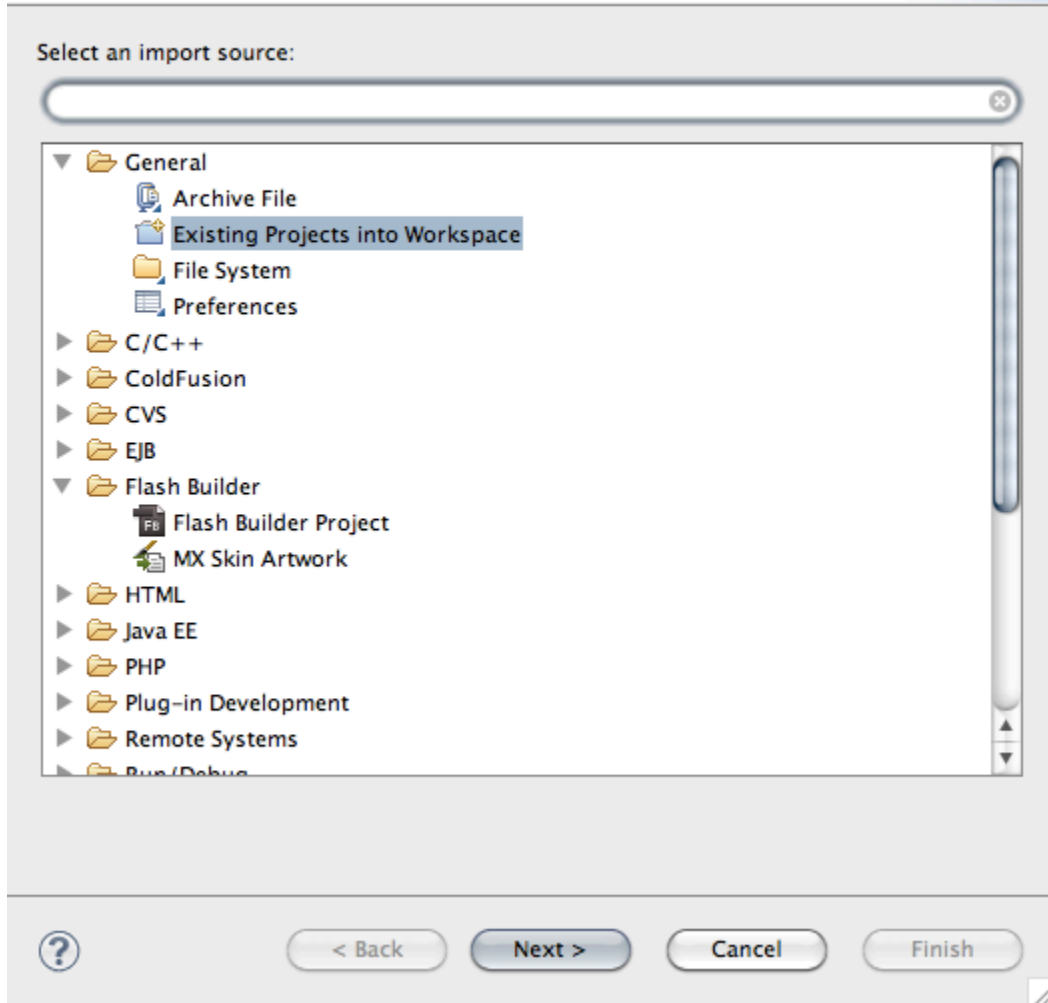 Select an import source:
General
Archive File
Existing Projects into Workspace
File System
Preferences
C/C++
ColdFusion
CVS
EJB
Flash Builder
FB Flash Builder Project
MX Skin Artwork
HTML
Java EE
PHP
Plug-in Development
Remote Systems
Run/Debug
? < Back Next > Cancel Finish